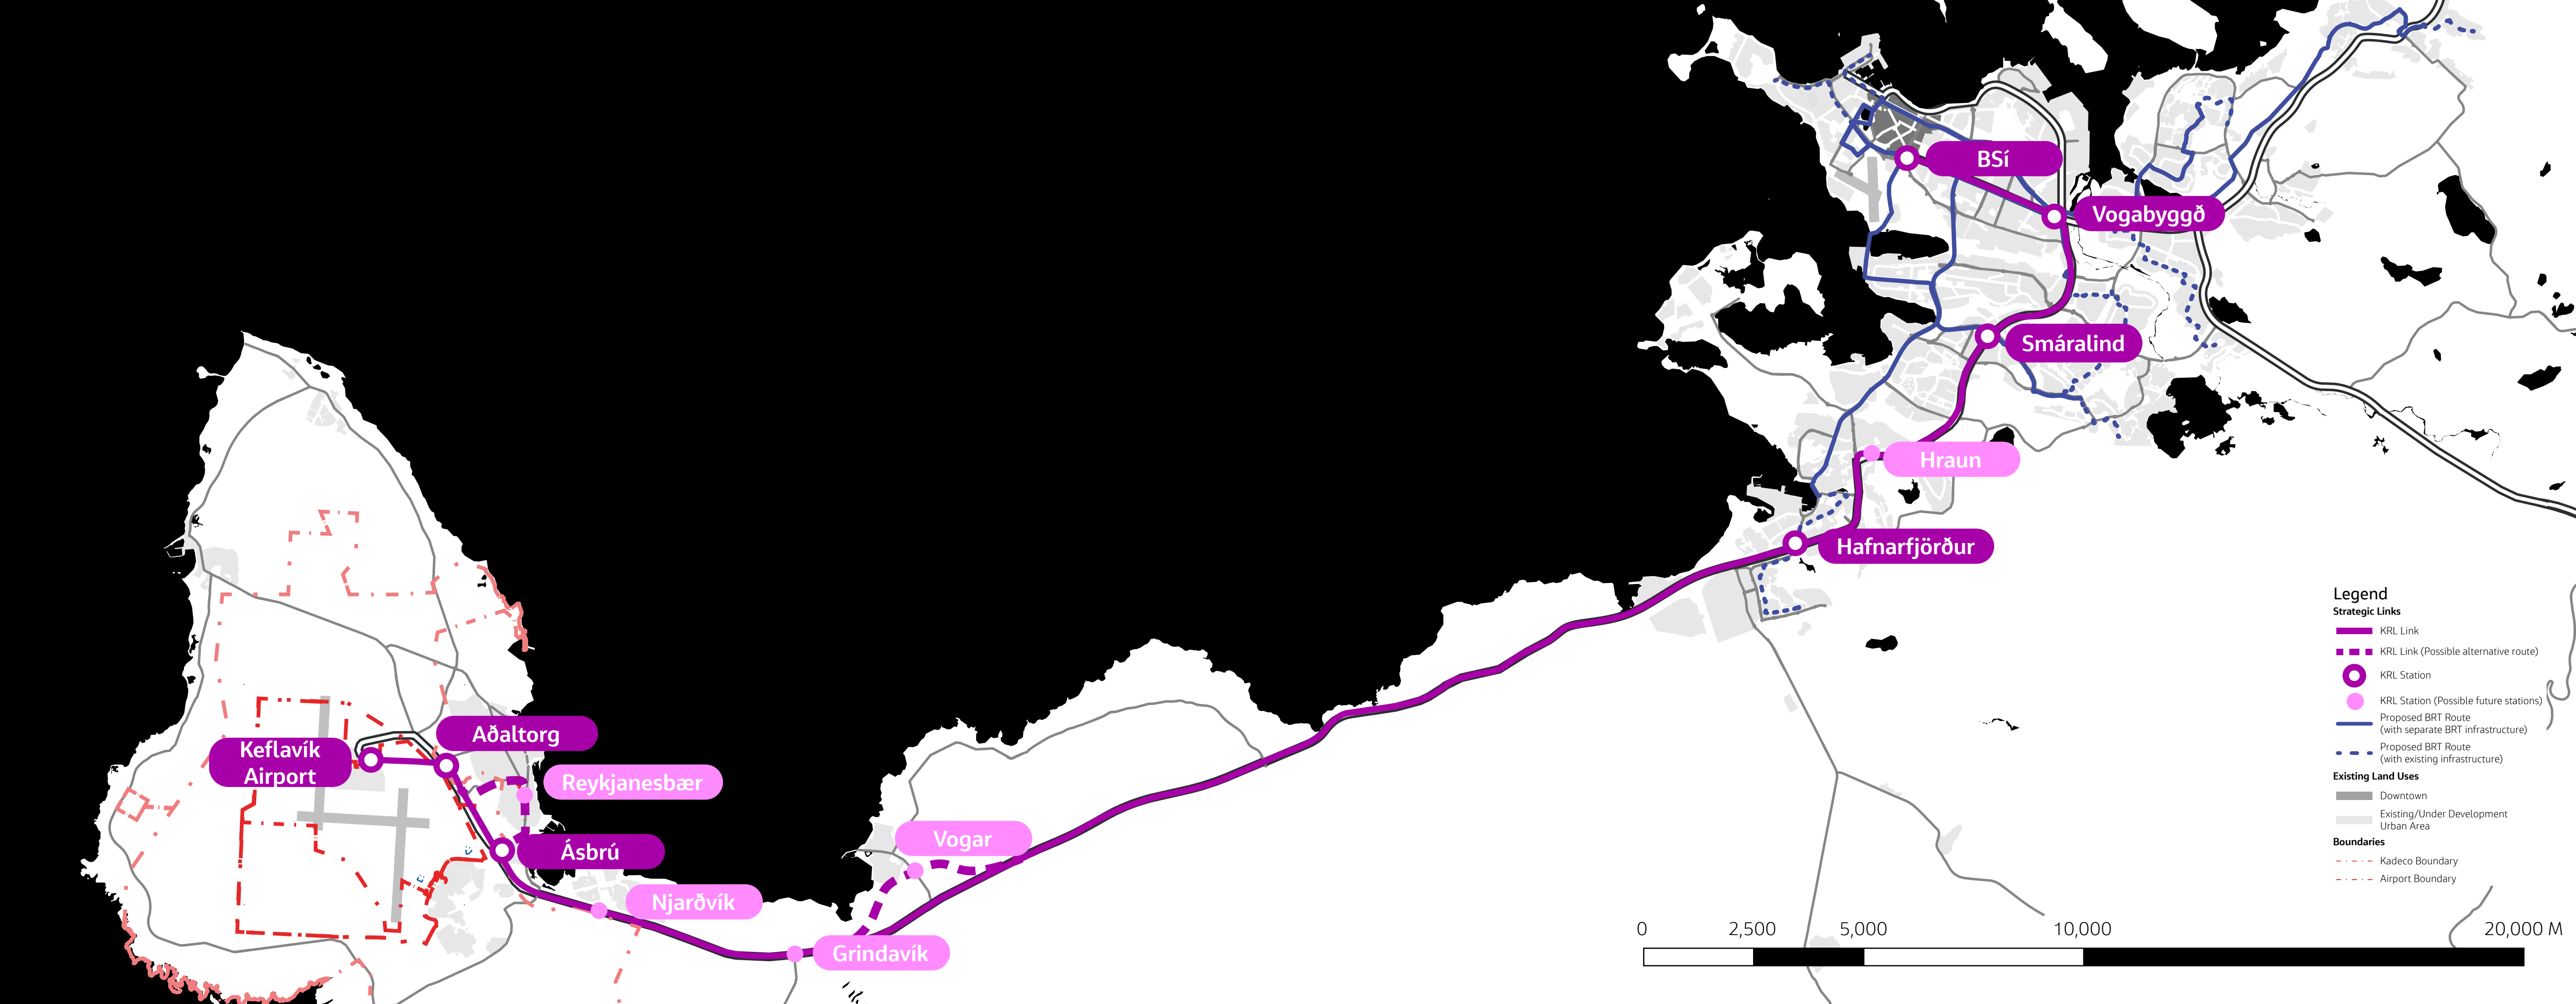 BSí
Vogabyggð
Smáralind
Hraun
Hafnarfjörður
Aðaltorg
Keflavík
Airport
Reykjanesbær
Ásbrú
Vogar
Njarðvík
Grindavík
Legend
Strategic Links
KRL Link
KRL Link (Possible alternative route)
KRL Station
KRL Station (Possible future stations)
Proposed BRT Route
(with separate BRT infrastructure)
Proposed BRT Route
(with existing infrastructure)
Existing Land Uses
Downtown
Existing/Under Development
Urban Area
Boundaries
Kadeco Boundary
Airport Boundary
0 2,500 5,000 10,000 20,000 M